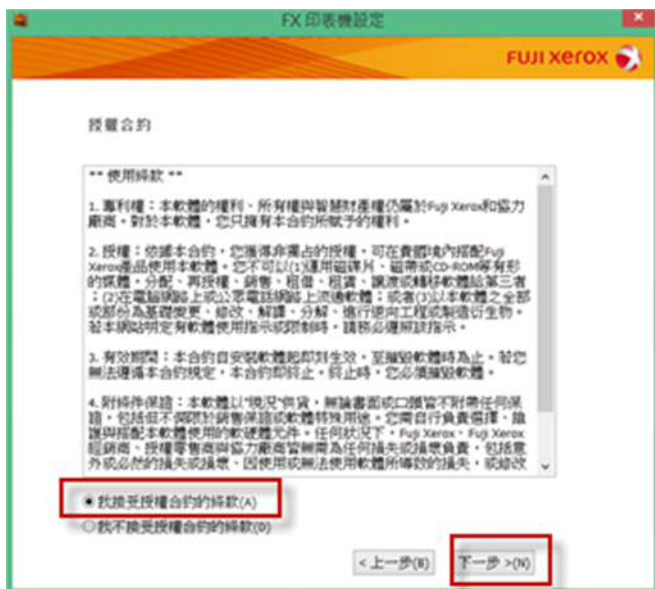 FX 印表機設定
FUJI xerox
授權合約
** 使用條款 **
1. 專利權：本軟體的權利、所有權與智慧財產權仍屬於Fuji Xerox和協力
廠商。對於本軟體，您只擁有本合約所賦予的權利。
2. 授權：依據本合約，您獲得非獨占的授權，可在貴國境內搭配Fuji
Xerox產品使用本軟體。您不可以(1)運用磁碟片、磁帶或CD-ROM等有形
的媒體，分配、再授權、銷售、租借、租賃、讓渡或轉移軟體給第三者
；(2)在電腦網路上或公眾電話網路上流通軟體；或者(3)以本軟體之全部
或部份為基礎變更、修改、解譯、分解、進行逆向工程或製造衍生物。
若本網站明定有軟體使用指示或限制時，請務必遵照該指示。
3. 有效期間：本合約自安裝軟體起即刻生效，至摧毀軟體時為止。若您
無法遵循本合約規定，本合約即終止。終止時，您必須摧毀軟體。
4. 附條件保證：本軟體以"現況"供貨，無論書面或口頭皆不附帶任何保
證，包括但不侷限於銷售保證或軟體特殊用途。您需自行負責選擇、維
護與搭配本軟體使用的軟硬體元件。任何狀況下，Fuji Xerox、Fuji Xerox
經銷商、授權零售商與協力廠商皆無需為任何損失或損壞負責，包括意
外或必然的損失或損壞、因使用或無法使用軟體所導致的損失，或修改
我接受授權合約的條款(A)
我不接受授權合約的條款(D)
<上一步(B)
下一步 >(N)